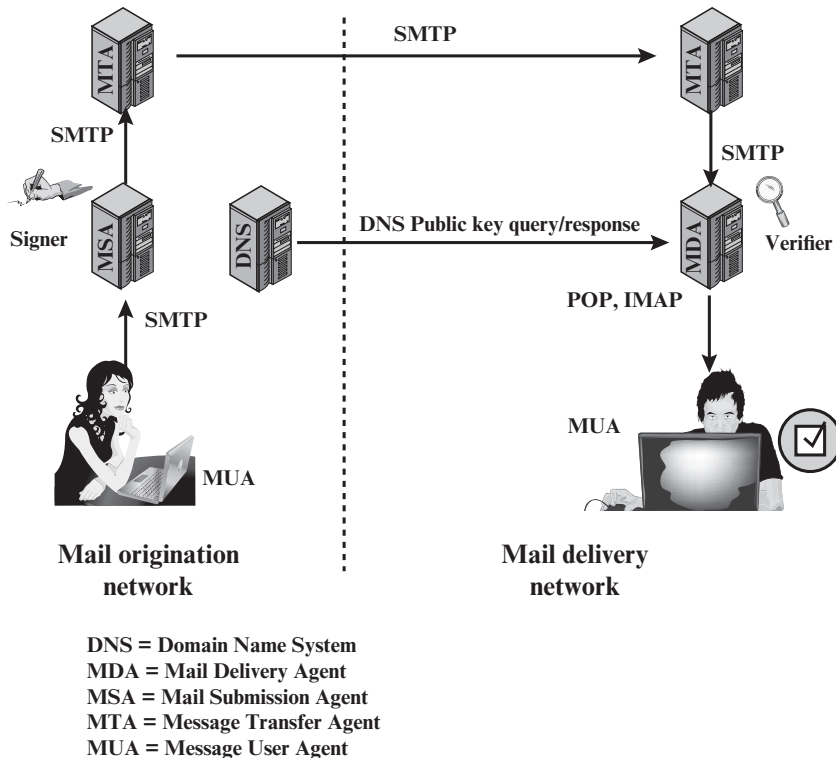 SMTP
MTA
MTA
SMTP
SMTP
Signer
MSA
DNS
DNS Public key query/response
MDA
Verifier
SMTP
POP, IMAP
MUA
MUA
Mail origination
network
Mail delivery
network
DNS = Domain Name System
MDA = Mail Delivery Agent
MSA = Mail Submission Agent
MTA = Message Transfer Agent
MUA = Message User Agent